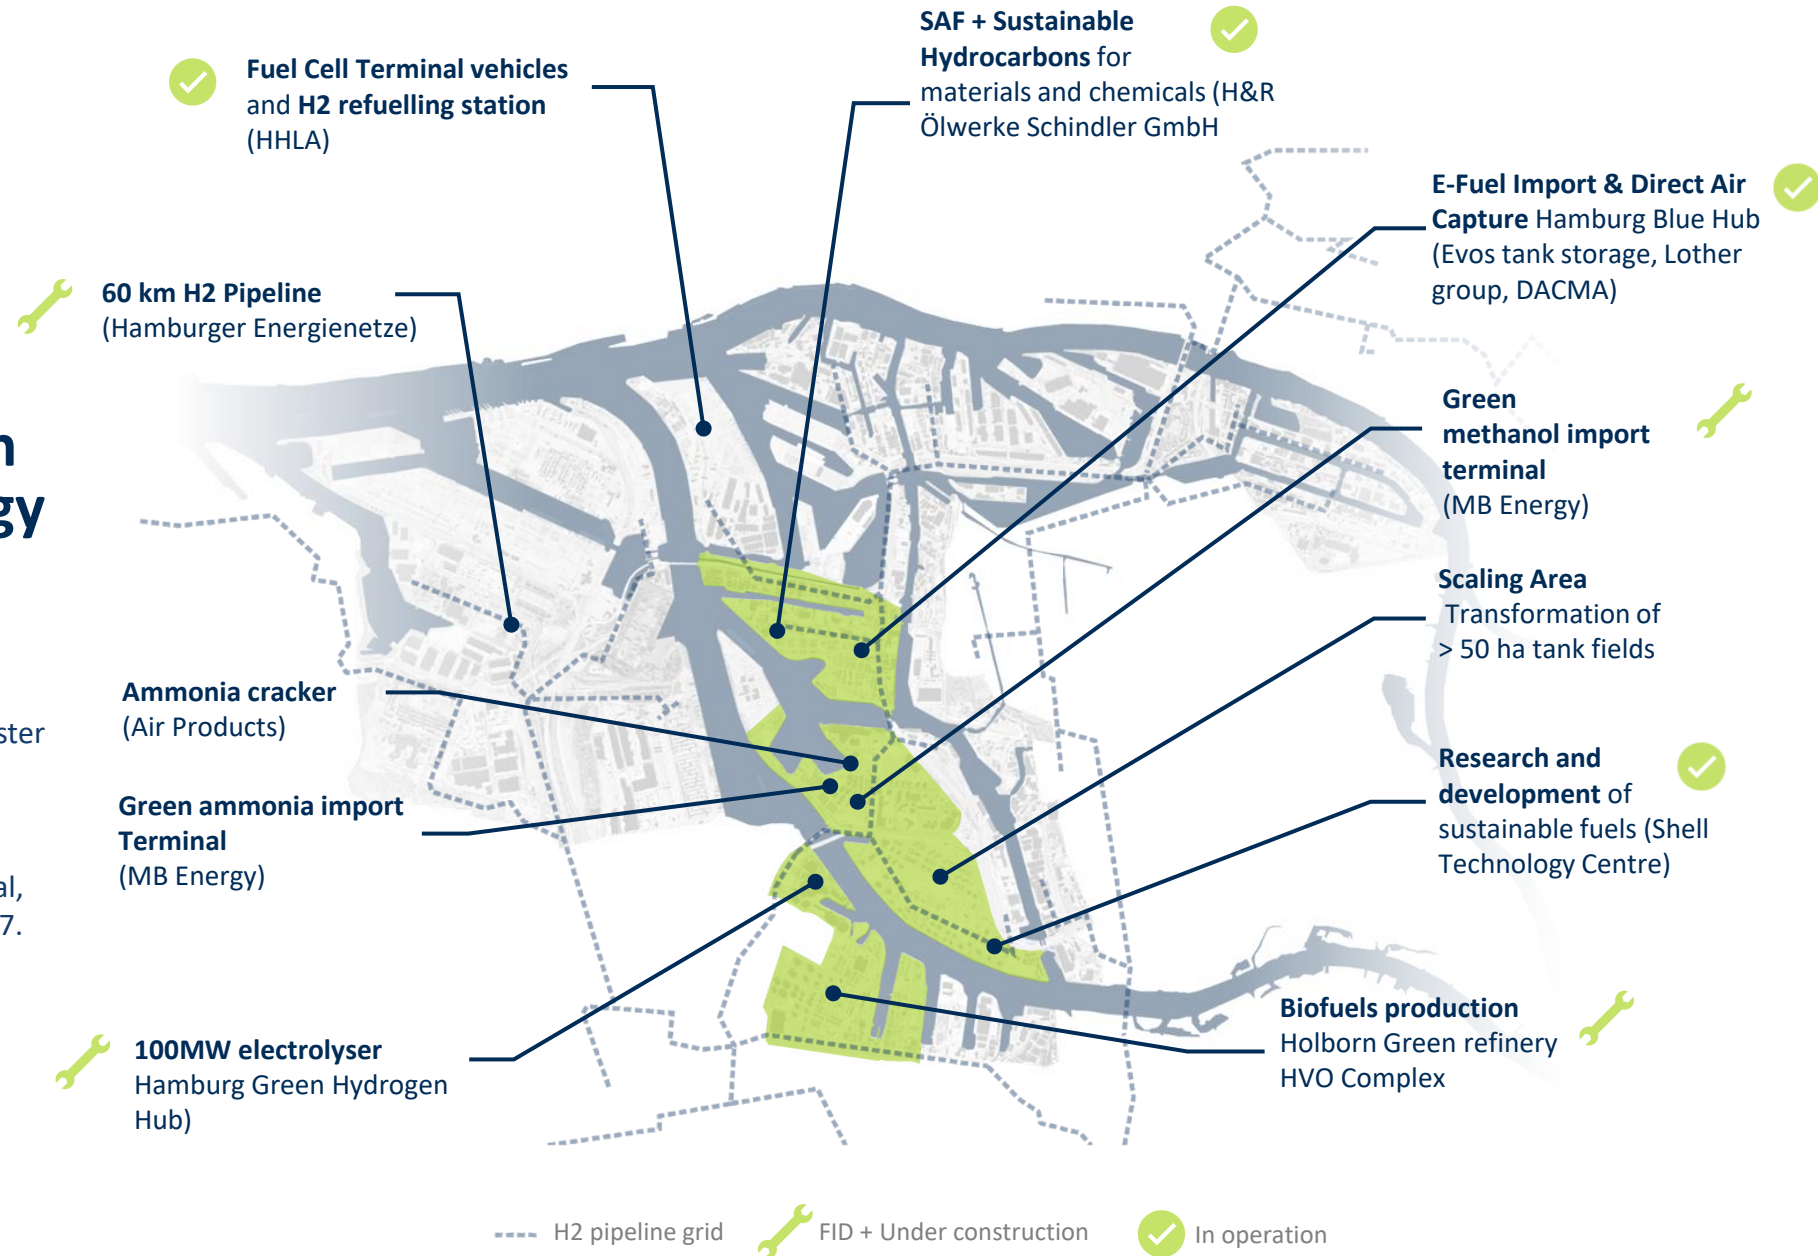 SAF + Sustainable
Hydrocarbons for
materials and chemicals (H&R
Ölwerke Schindler GmbH
Fuel Cell Terminal vehicles
and H2 refuelling station
(HHLA)
E-Fuel Import & Direct Air
Capture Hamburg Blue Hub
(Evos tank storage, Lother
group, DACMA)
60 km H2 Pipeline
(Hamburger Energienetze)
Green
methanol import
terminal
(MB Energy)
n
gy
Scaling Area
Transformation of
> 50 ha tank fields
Ammonia cracker
(Air Products)
ster
Green ammonia import
Terminal
(MB Energy)
Research and
development of
sustainable fuels (Shell
Technology Centre)
al,
7.
Biofuels production
Holborn Green refinery
HVO Complex
100MW electrolyser
Hamburg Green Hydrogen
Hub)
H2 pipeline grid
FID + Under construction
In operation